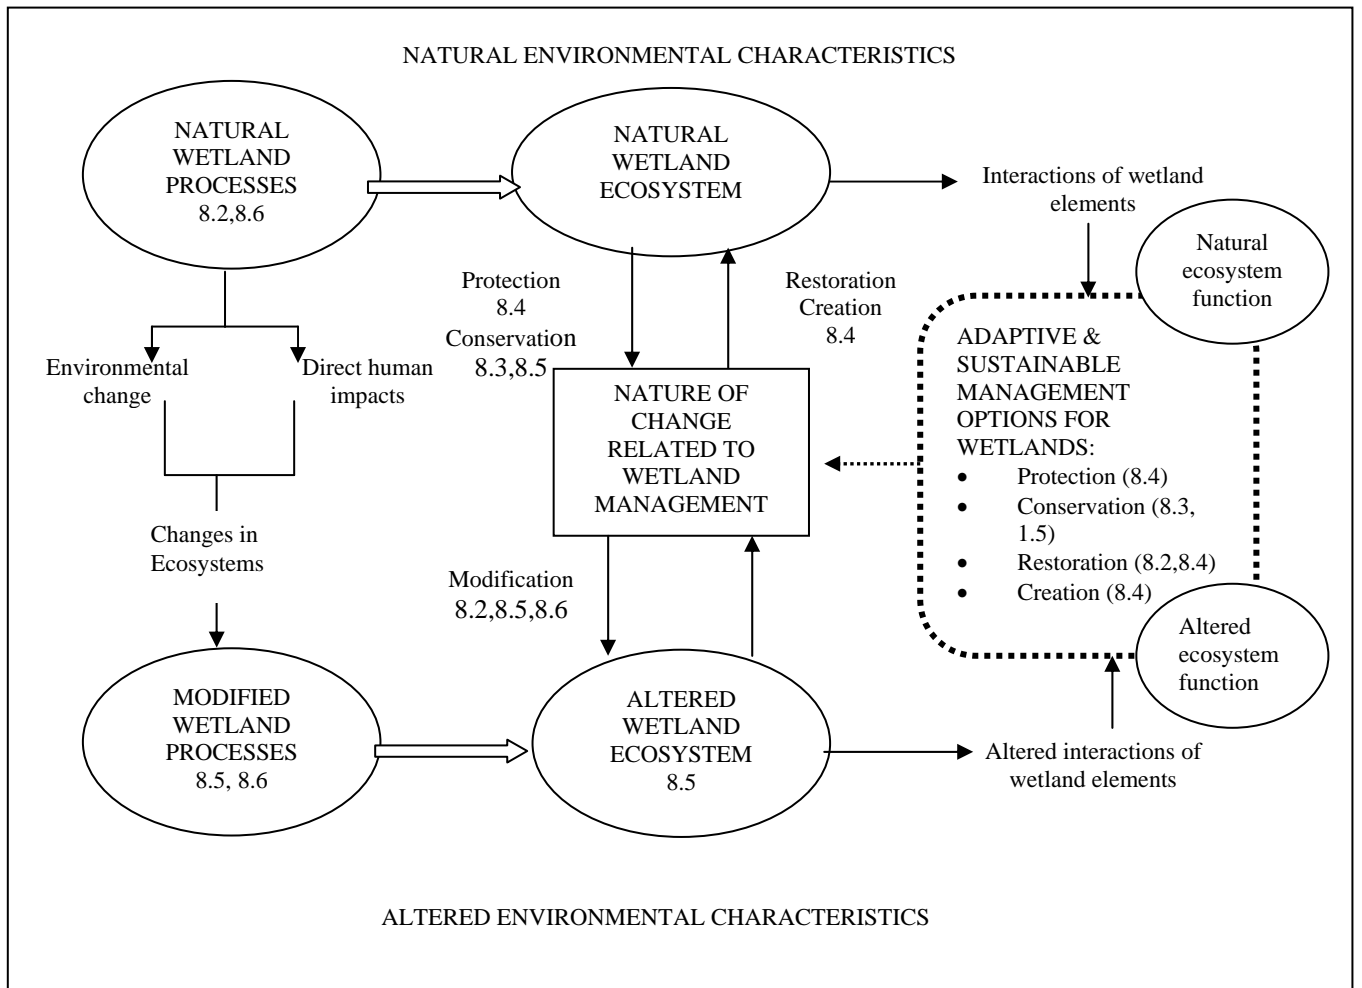 NATURAL ENVIRONMENTAL CHARACTERISTICS
NATURAL
WETLAND
PROCESSES
8.2,8.6
NATURAL
WETLAND
ECOSYSTEM
Interactions of wetland
elements
Natural
ecosystem
function
Protection
8.4
Conservation
8.3,8.5
Restoration
Creation
8.4
Environmental
change
Direct human
impacts
NATURE OF
CHANGE
RELATED TO
WETLAND
MANAGEMENT
ADAPTIVE &
SUSTAINABLE
MANAGEMENT
OPTIONS FOR
WETLANDS:
• Protection (8.4)
• Conservation (8.3,
1.5)
• Restoration (8.2,8.4)
• Creation (8.4)
Changes in
Ecosystems
Modification
8.2,8.5,8.6
Altered
ecosystem
function
MODIFIED
WETLAND
PROCESSES
8.5, 8.6
ALTERED
WETLAND
ECOSYSTEM
8.5
Altered interactions of
wetland elements
ALTERED ENVIRONMENTAL CHARACTERISTICS